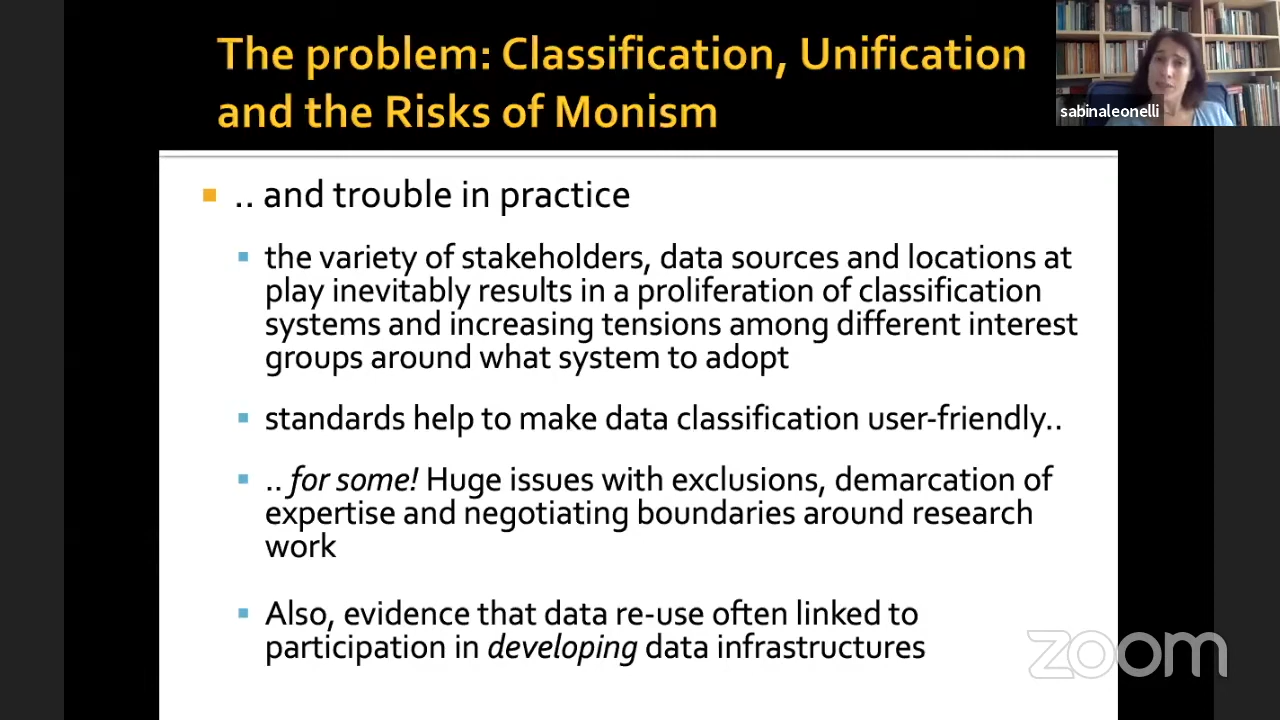 The problem: Classification, Unification
and the Risks of Monism
sabinaleonelli
.. and trouble in practice
the variety of stakeholders, data sources and locations at
play inevitably results in a proliferation of classification
systems and increasing tensions among different interest
groups around what system to adopt
standards help to make data classification user-friendly..
.. for some! Huge issues with exclusions, demarcation of
expertise and negotiating boundaries around research
work
Also, evidence that data re-use often linked to
participation in developing data infrastructures
zoom